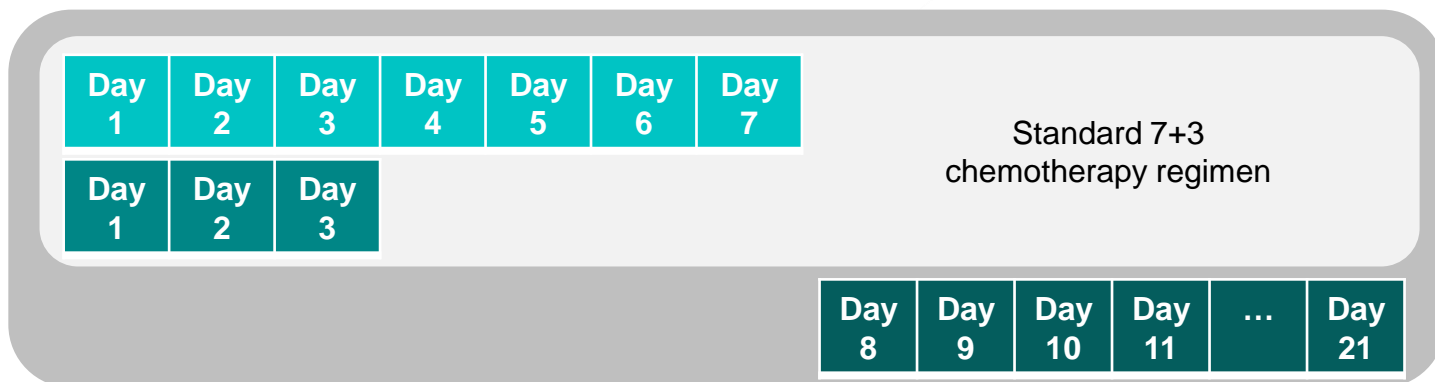 Day Day Day Day Day Day Day
1 2 3 4 5 6 7
Standard 7+3
chemotherapy regimen
Day Day Day
1 2 3
Day Day Day Day … Day
8 9 10 11 21